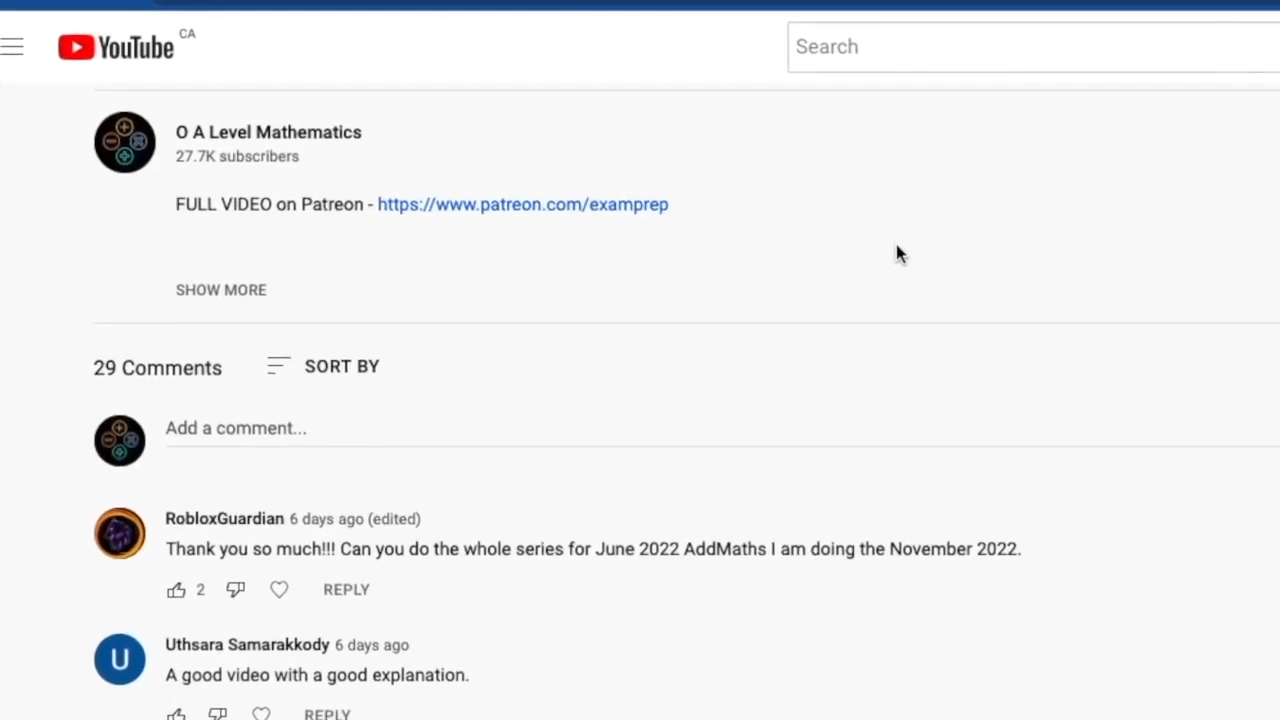 YouTube CA
Search
O A Level Mathematics
27.7K subscribers
FULL VIDEO on Patreon - https://www.patreon.com/examprep
SHOW MORE
29 Comments SORT BY
Add a comment...
RobloxGuardian 6 days ago (edited)
Thank you so much!!! Can you do the whole series for June 2022 AddMaths I am doing the November 2022.
2 REPLY
U
Uthsara Samarakkody 6 days ago
A good video with a good explanation.
REPLY